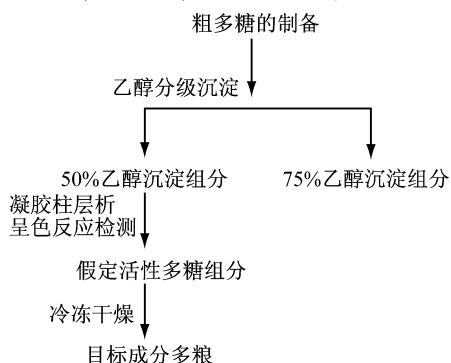 粗多糖的制备
乙醇分级沉淀
50%乙醇沉淀组分
75%乙醇沉淀组分
凝胶柱层析
呈色反应检测
假定活性多糖组分
冷冻干燥
目标成分多粮